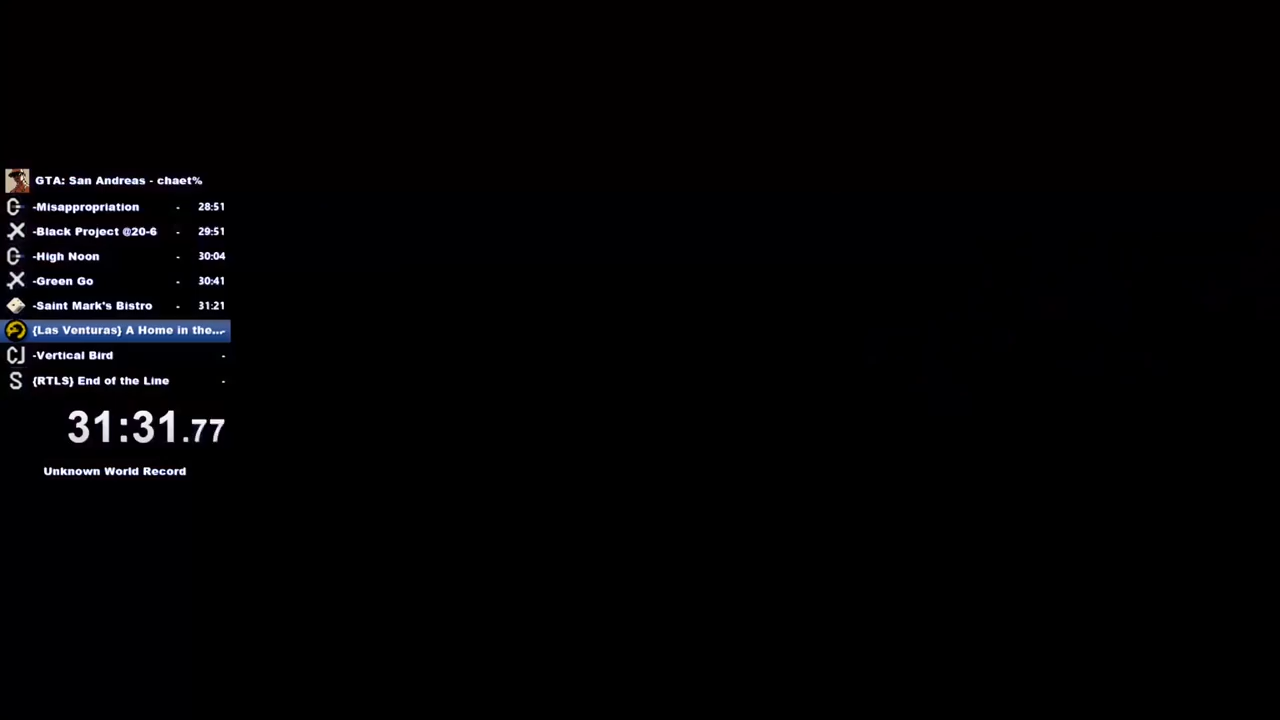 GTA: San Andreas - chaet%
-Misappropriation - 28:51
-Black Project @20-6 - 29:51
-High Noon - 30:04
-Green Go - 30:41
-Saint Mark's Bistro - 31:21
{Las Venturas} A Home in the...-
-Vertical Bird -
{RTLS} End of the Line -
31:31.77
Unknown World Record